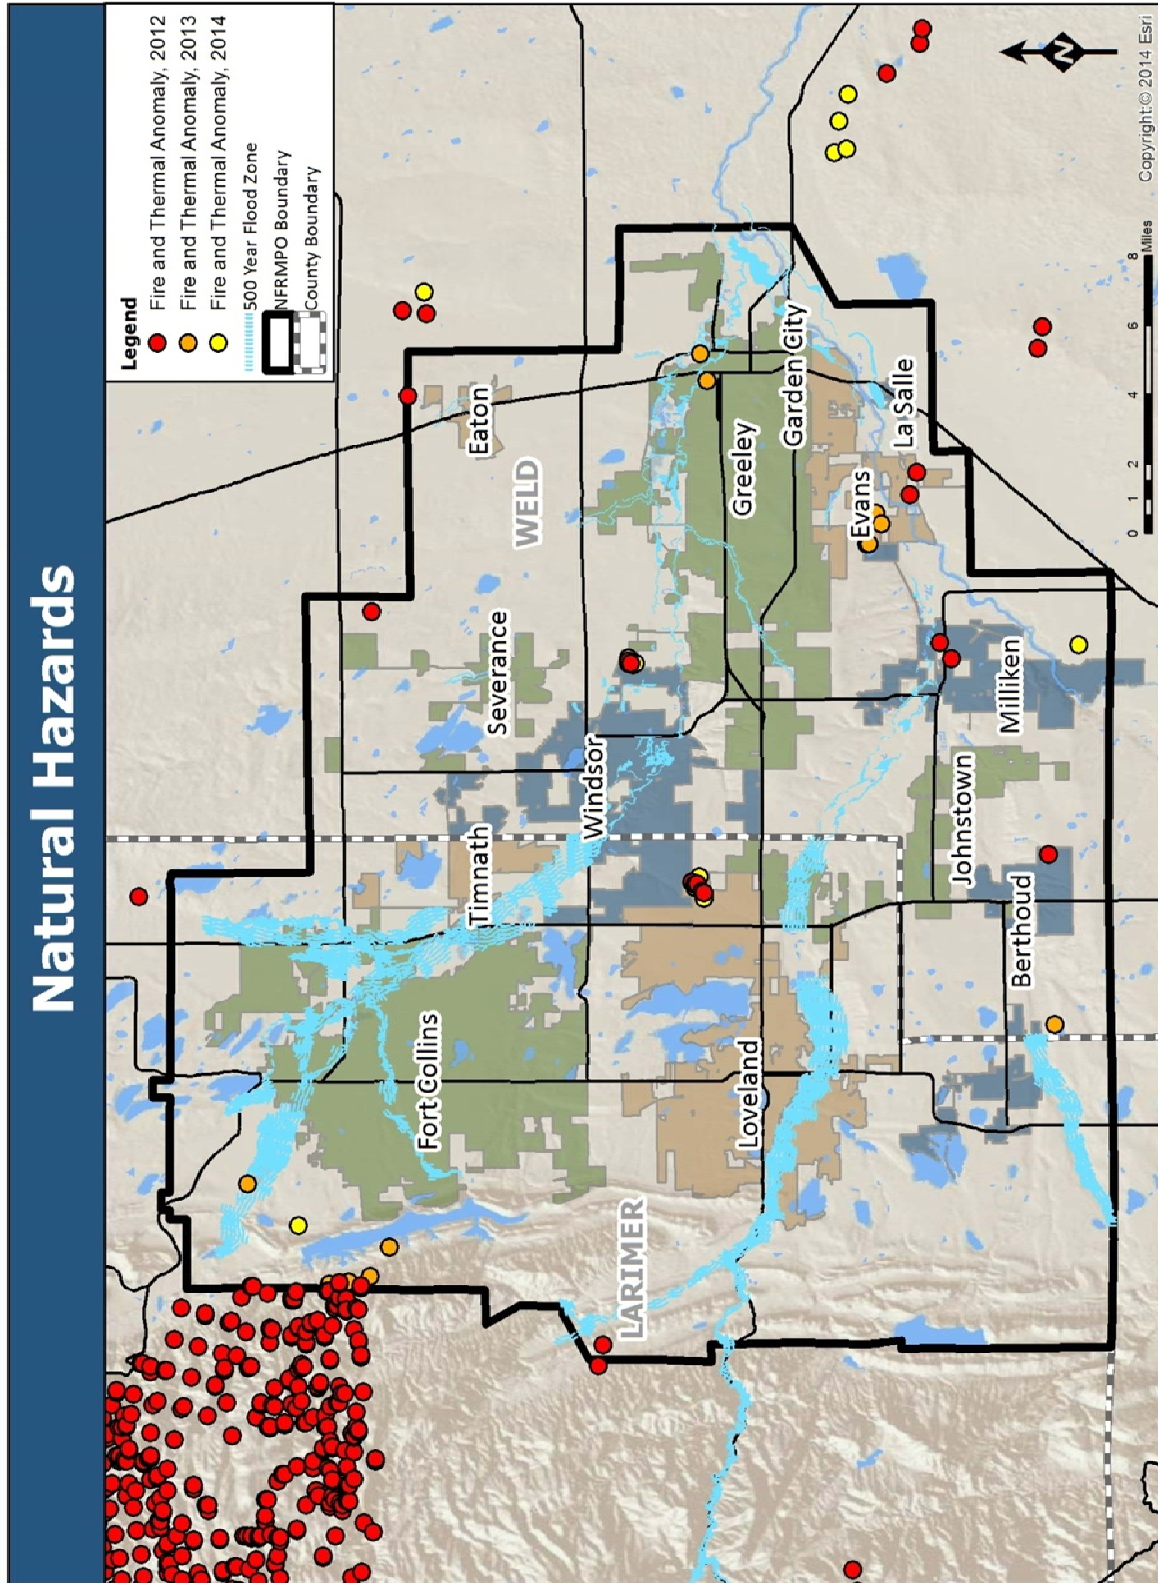 Natural Hazards
Legend
Fire and Thermal Anomaly, 2012
Fire and Thermal Anomaly, 2013
Fire and Thermal Anomaly, 2014
500 Year Flood Zone
NFRMPO Boundary
County Boundary
Eaton
WELD
Severance
Timnath
Windsor
Fort Collins
LARIMER
Greeley
Garden City
Loveland
Evans
La Salle
Johnstown
Milliken
Berthoud
N
0 1 2 4 6 8 Miles
Copyright:© 2014 Esri